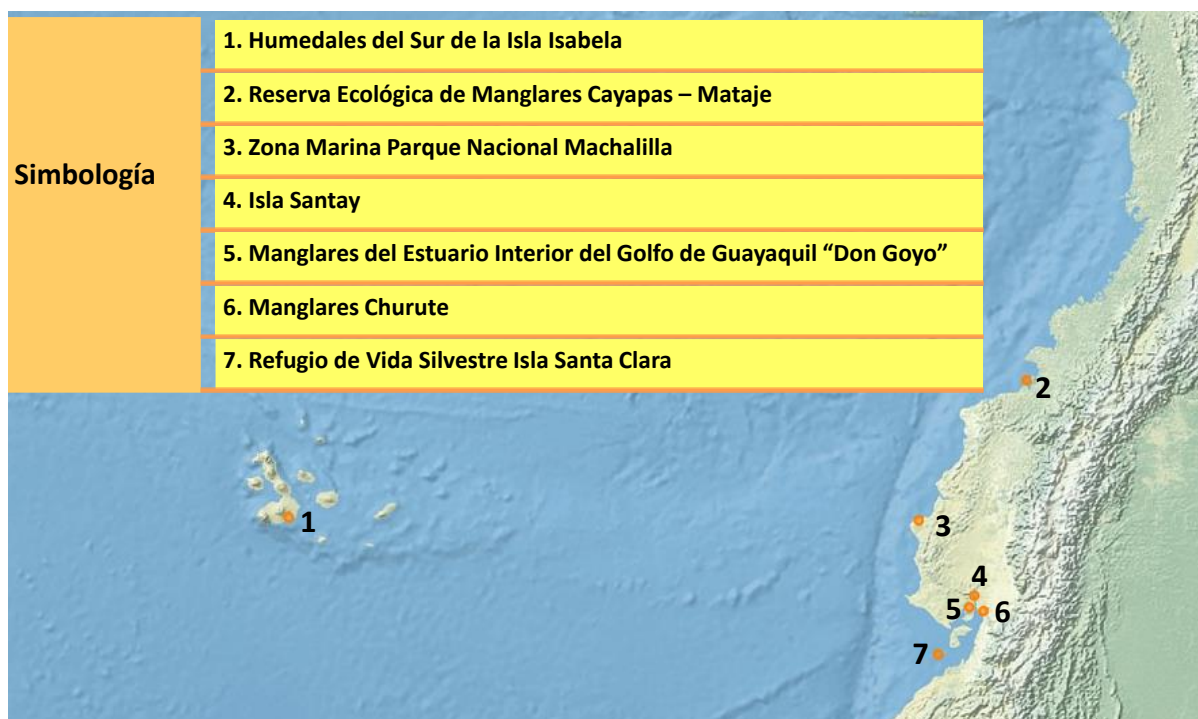 Simbología
1. Humedales del Sur de la Isla Isabela
2. Reserva Ecológica de Manglares Cayapas – Mataje
3. Zona Marina Parque Nacional Machalilla
4. Isla Santay
5. Manglares del Estuario Interior del Golfo de Guayaquil “Don Goyo”
6. Manglares Churute
7. Refugio de Vida Silvestre Isla Santa Clara
2
1
3
4
5
6
7